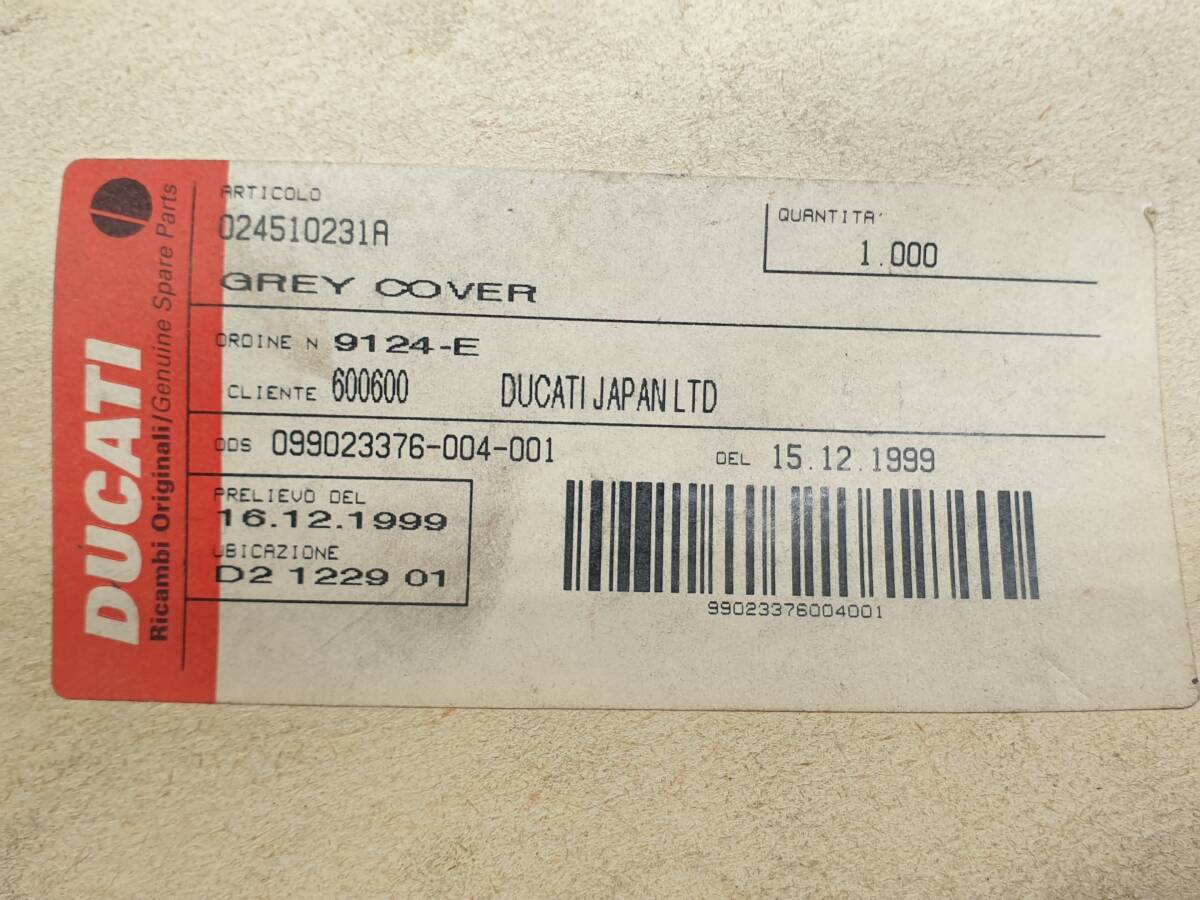 DUCATI
Ricambi Originali/Genuine Spare Parts
ARTICOLO
024510231A
GREY COVER
QUANTITA'
1.000
ORDINE N 9124-E
CLIENTE 600600 DUCATI JAPAN LTD
ODS 099023376-004-001 DEL 15.12.1999
PRELIEVO DEL
16.12.1999
UBICAZIONE
D2 1229 01
99023376004001